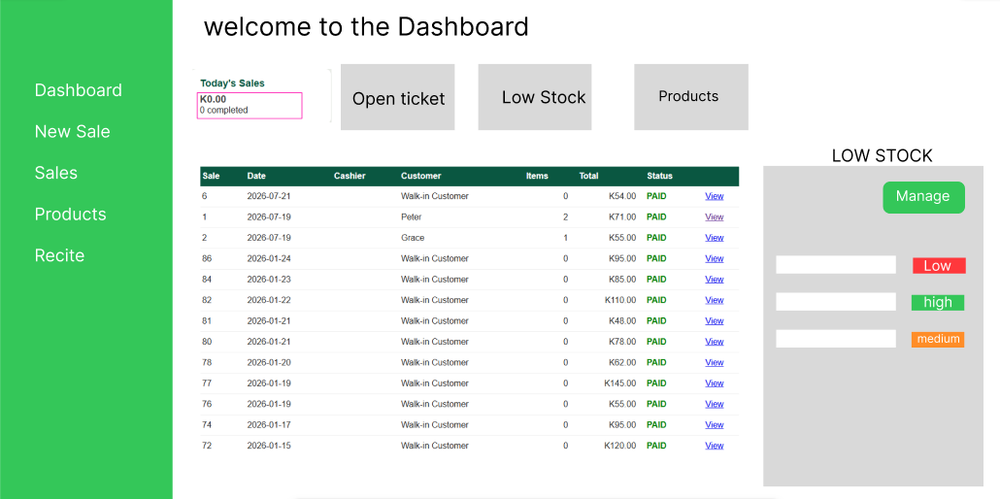 welcome to the Dashboard
Dashboard
New Sale
Sales
Products
Recite
Today's Sales
K0.00
0 completed
Open ticket
Low Stock
Products
Sale Date Cashier Customer Items Total Status
6 2026-07-21 Walk-in Customer 0 K54.00 PAID View
1 2026-07-19 Peter 2 K71.00 PAID View
2 2026-07-19 Grace 1 K55.00 PAID View
86 2026-01-24 Walk-in Customer 0 K95.00 PAID View
84 2026-01-23 Walk-in Customer 0 K85.00 PAID View
82 2026-01-22 Walk-in Customer 0 K110.00 PAID View
81 2026-01-21 Walk-in Customer 0 K48.00 PAID View
80 2026-01-21 Walk-in Customer 0 K78.00 PAID View
78 2026-01-20 Walk-in Customer 0 K62.00 PAID View
77 2026-01-19 Walk-in Customer 0 K145.00 PAID View
76 2026-01-19 Walk-in Customer 0 K55.00 PAID View
74 2026-01-17 Walk-in Customer 0 K95.00 PAID View
72 2026-01-15 Walk-in Customer 0 K120.00 PAID View
LOW STOCK
Manage
Low
high
medium